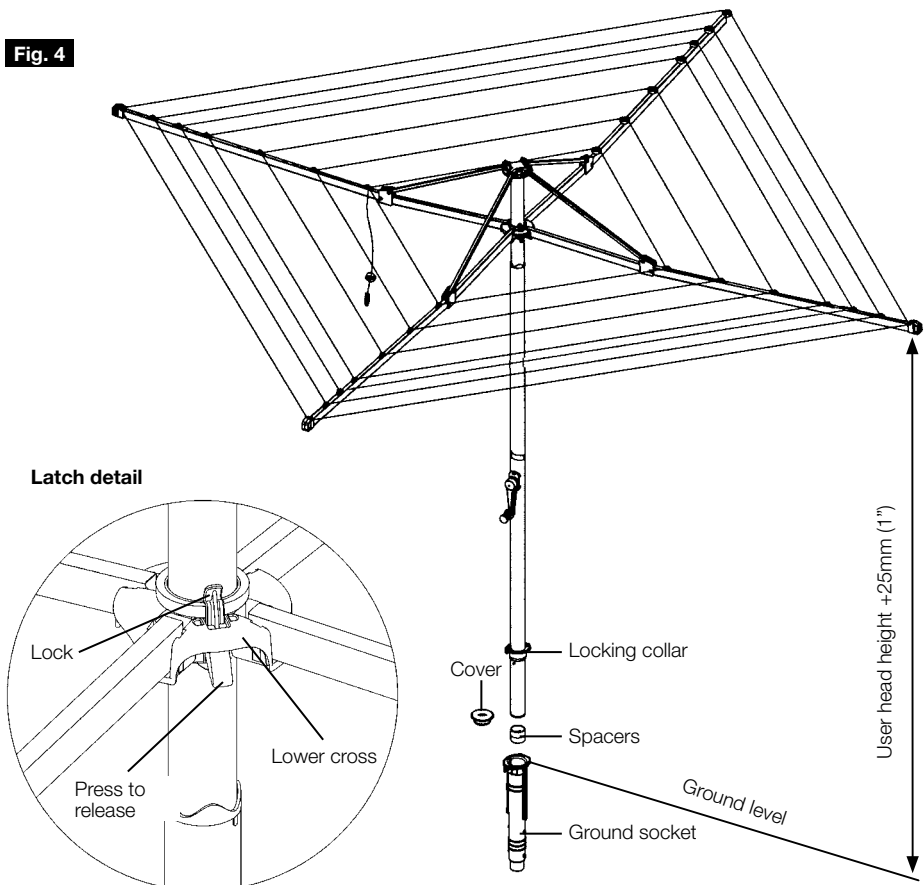 Fig. 4
Latch detail
Lock
Lower cross
Press to
release
Cover
Locking collar
Spacers
Ground socket
Ground level
User head height +25mm (1”)